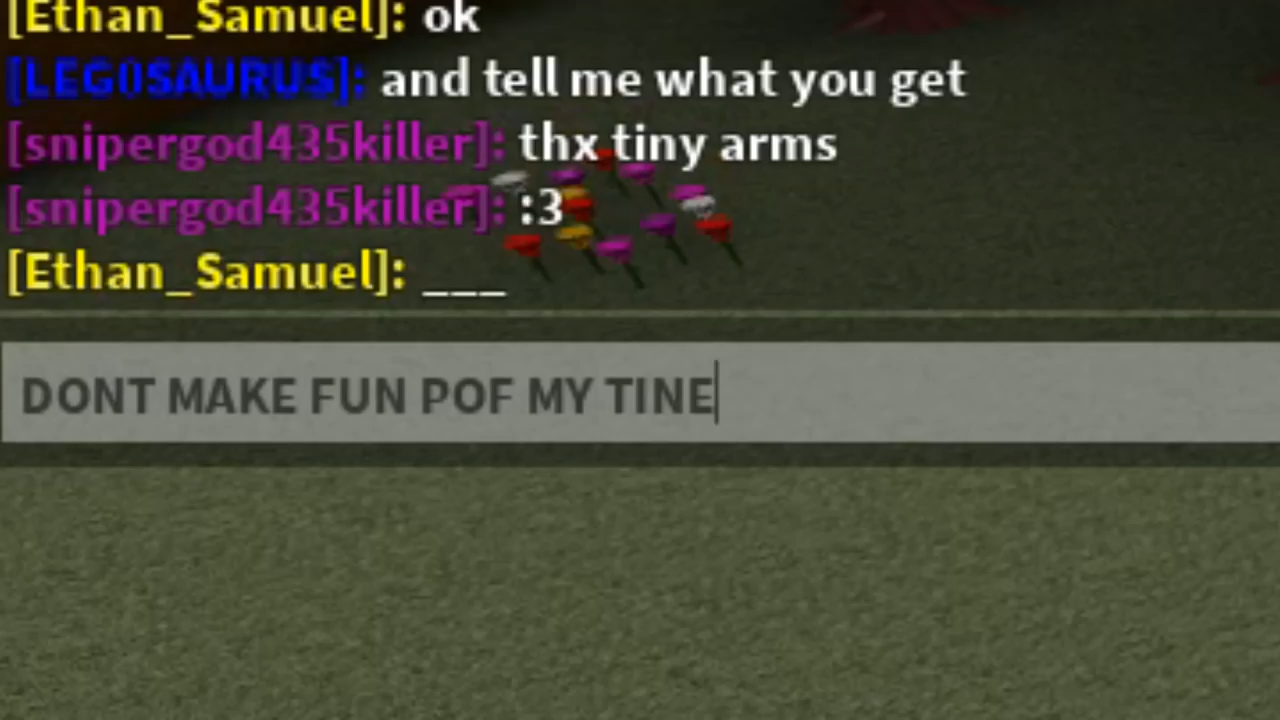 [Ethan_Samuel]: ok
[LEG0SAURUS]: and tell me what you get
[snipergod435killer]: thx tiny arms
[snipergod435killer]: :3
[Ethan_Samuel]: ___
DONT MAKE FUN POF MY TINE